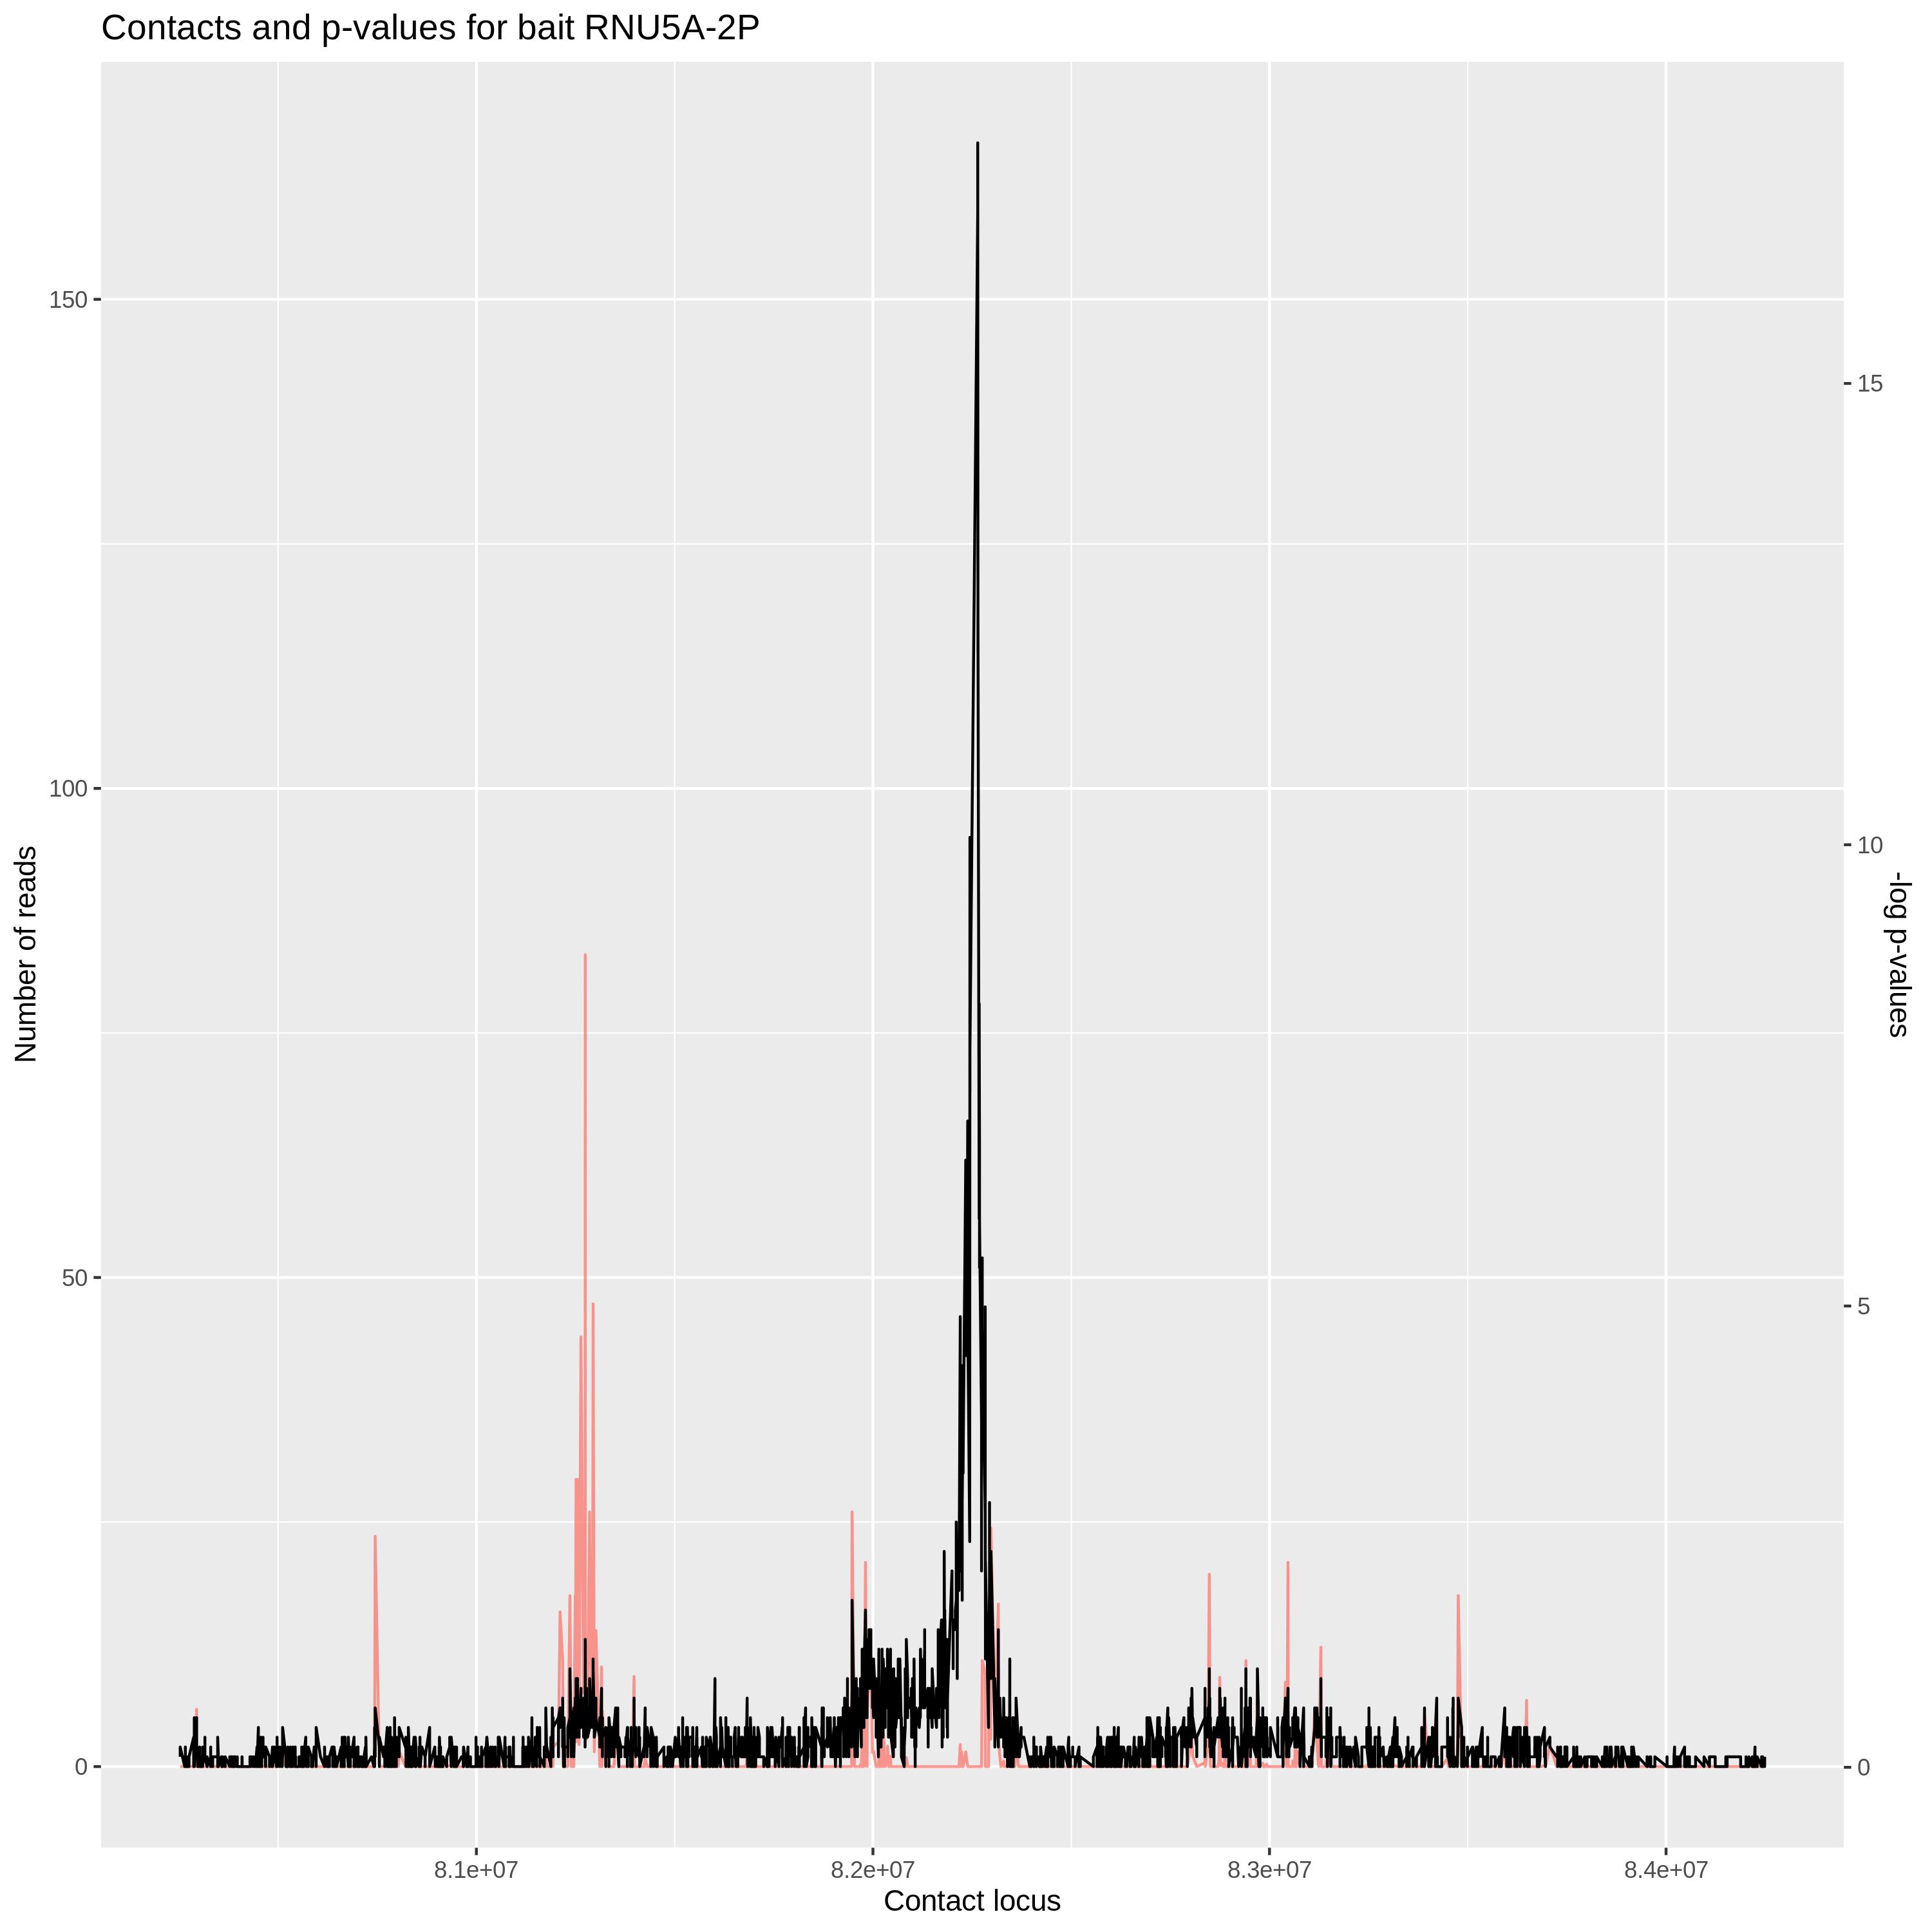 Contacts and p-values for bait RNU5A-2P
150
100
50
0
Number of reads
15
10
5
0
-log p-values
8.1e+07
8.2e+07
8.3e+07
8.4e+07
Contact locus